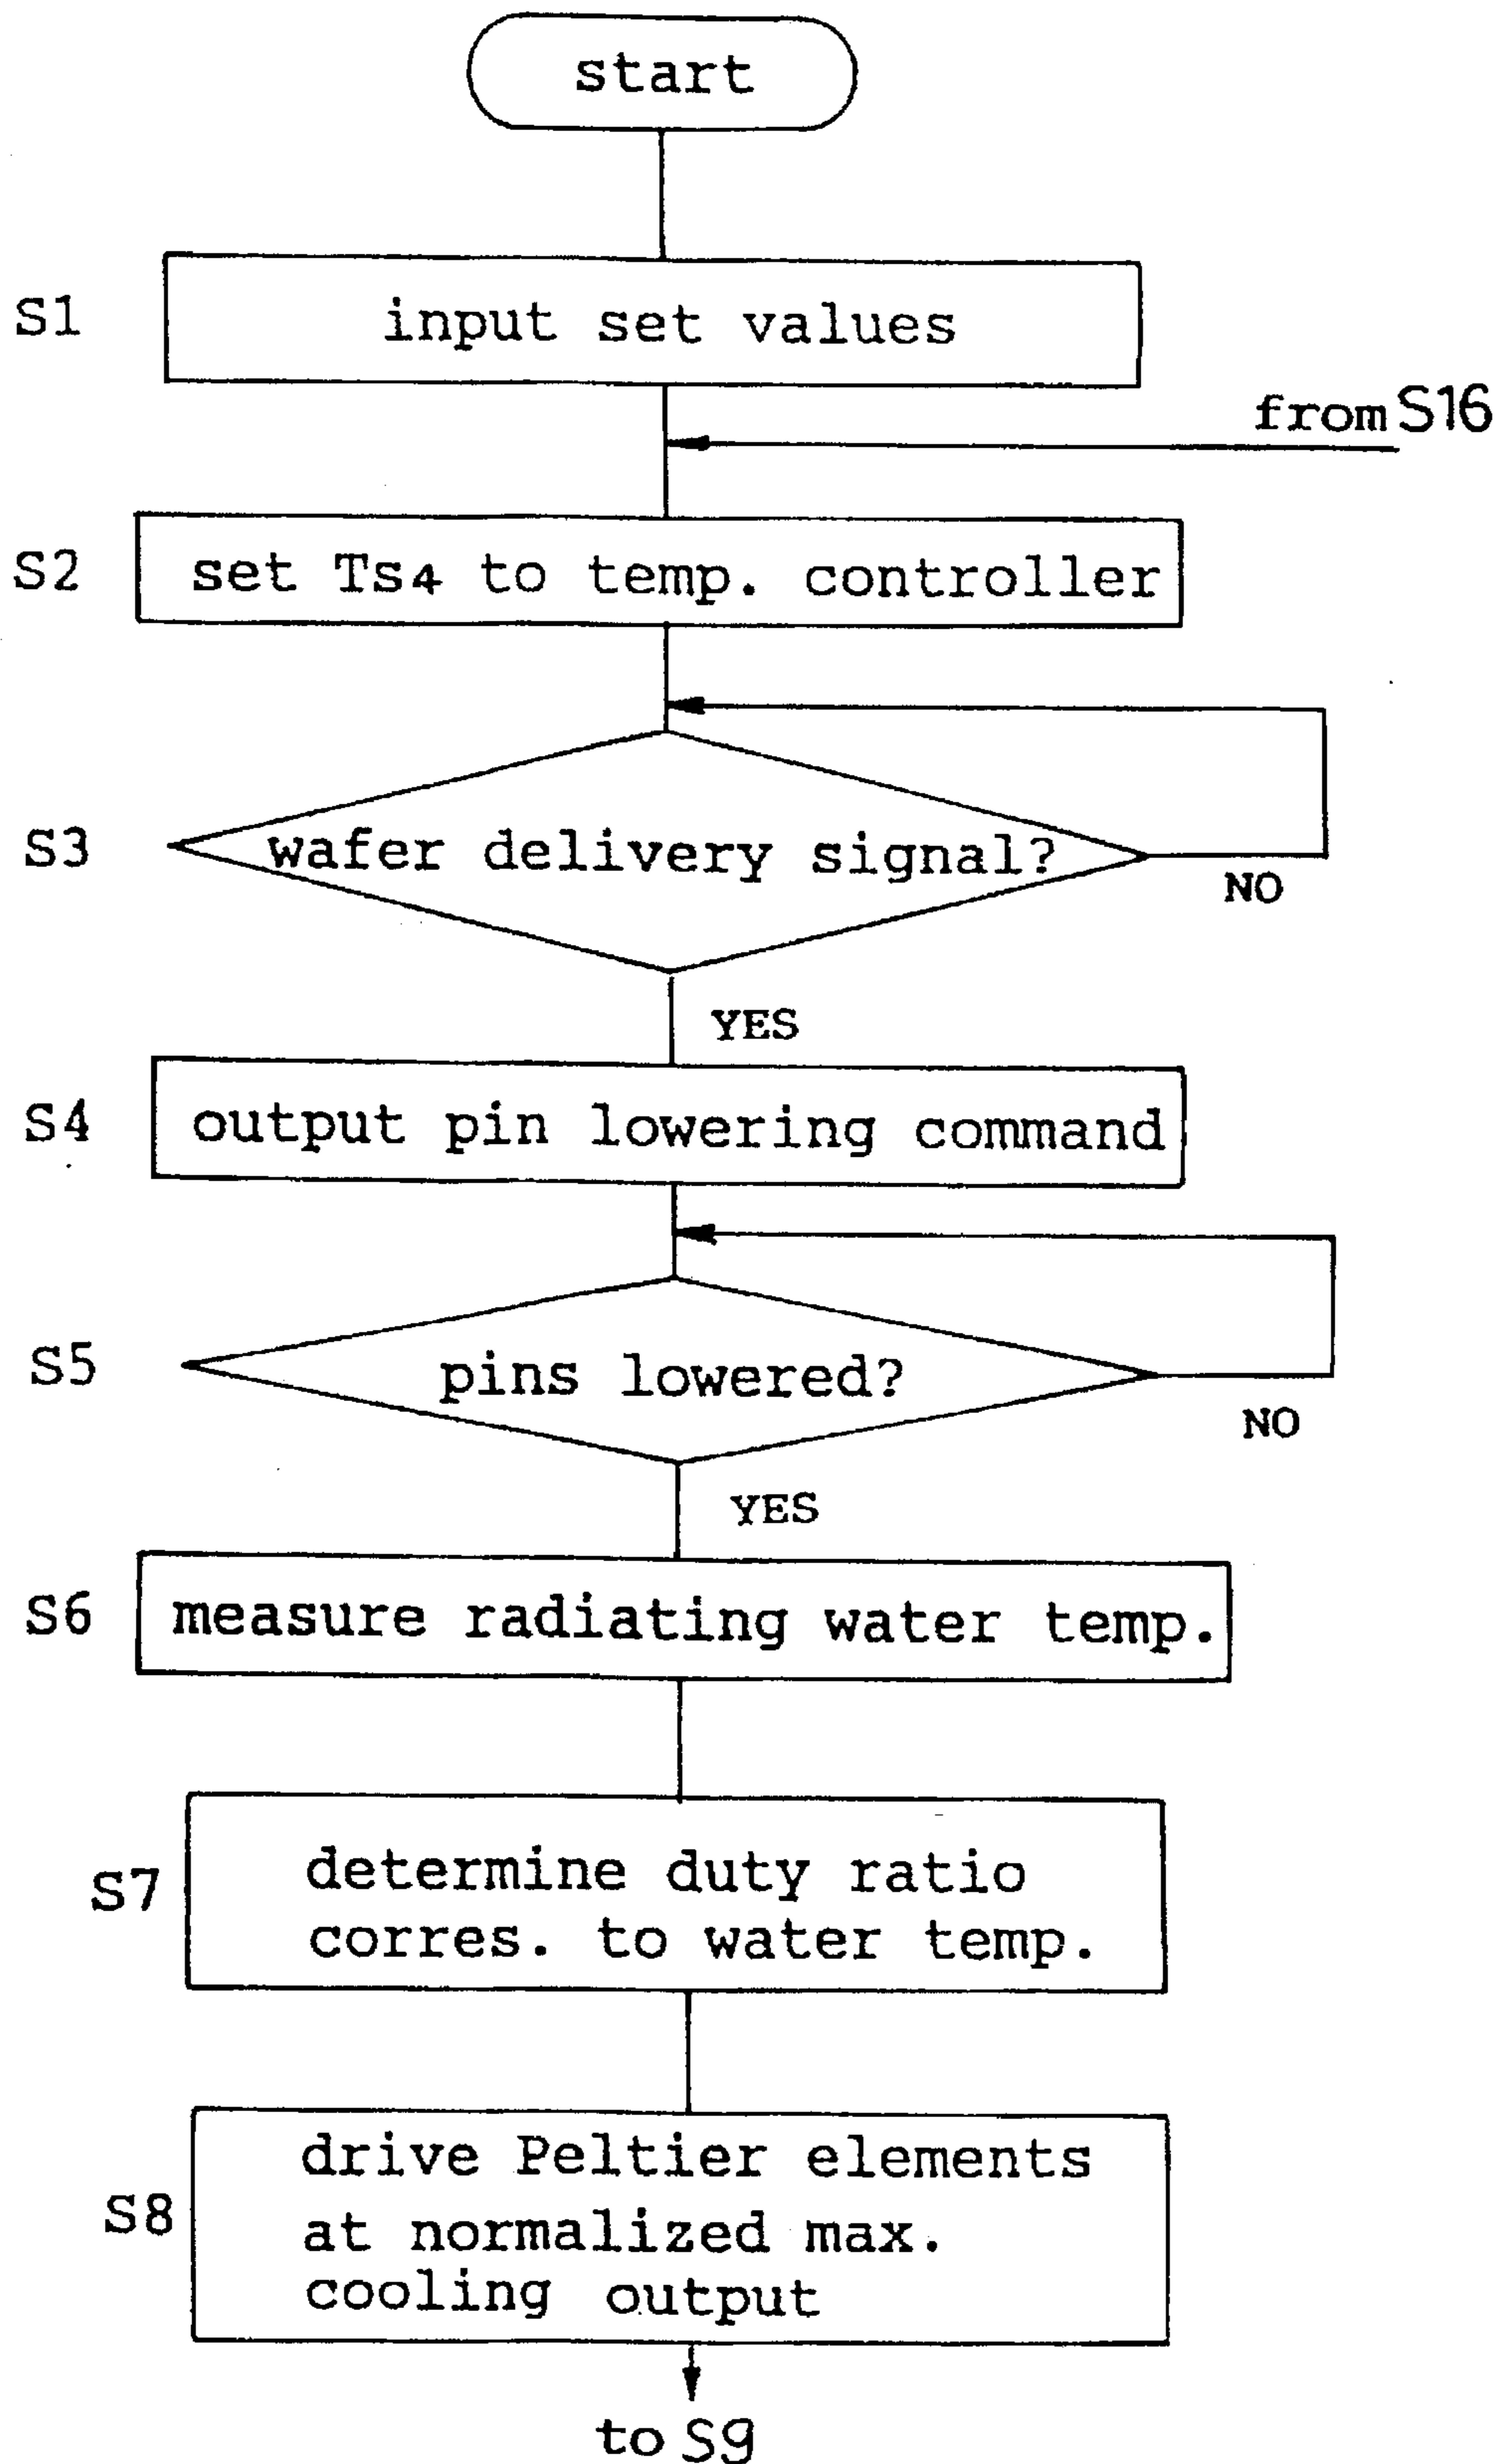 start
S1
input set values
from S16
S2
set Ts4 to temp. controller
S3
wafer delivery signal?
NO
YES
S4
output pin lowering command
S5
pins lowered?
NO
YES
S6
measure radiating water temp.
S7
determine duty ratio
corres. to water temp.
S8
drive Peltier elements
at normalized max.
cooling output
to S9